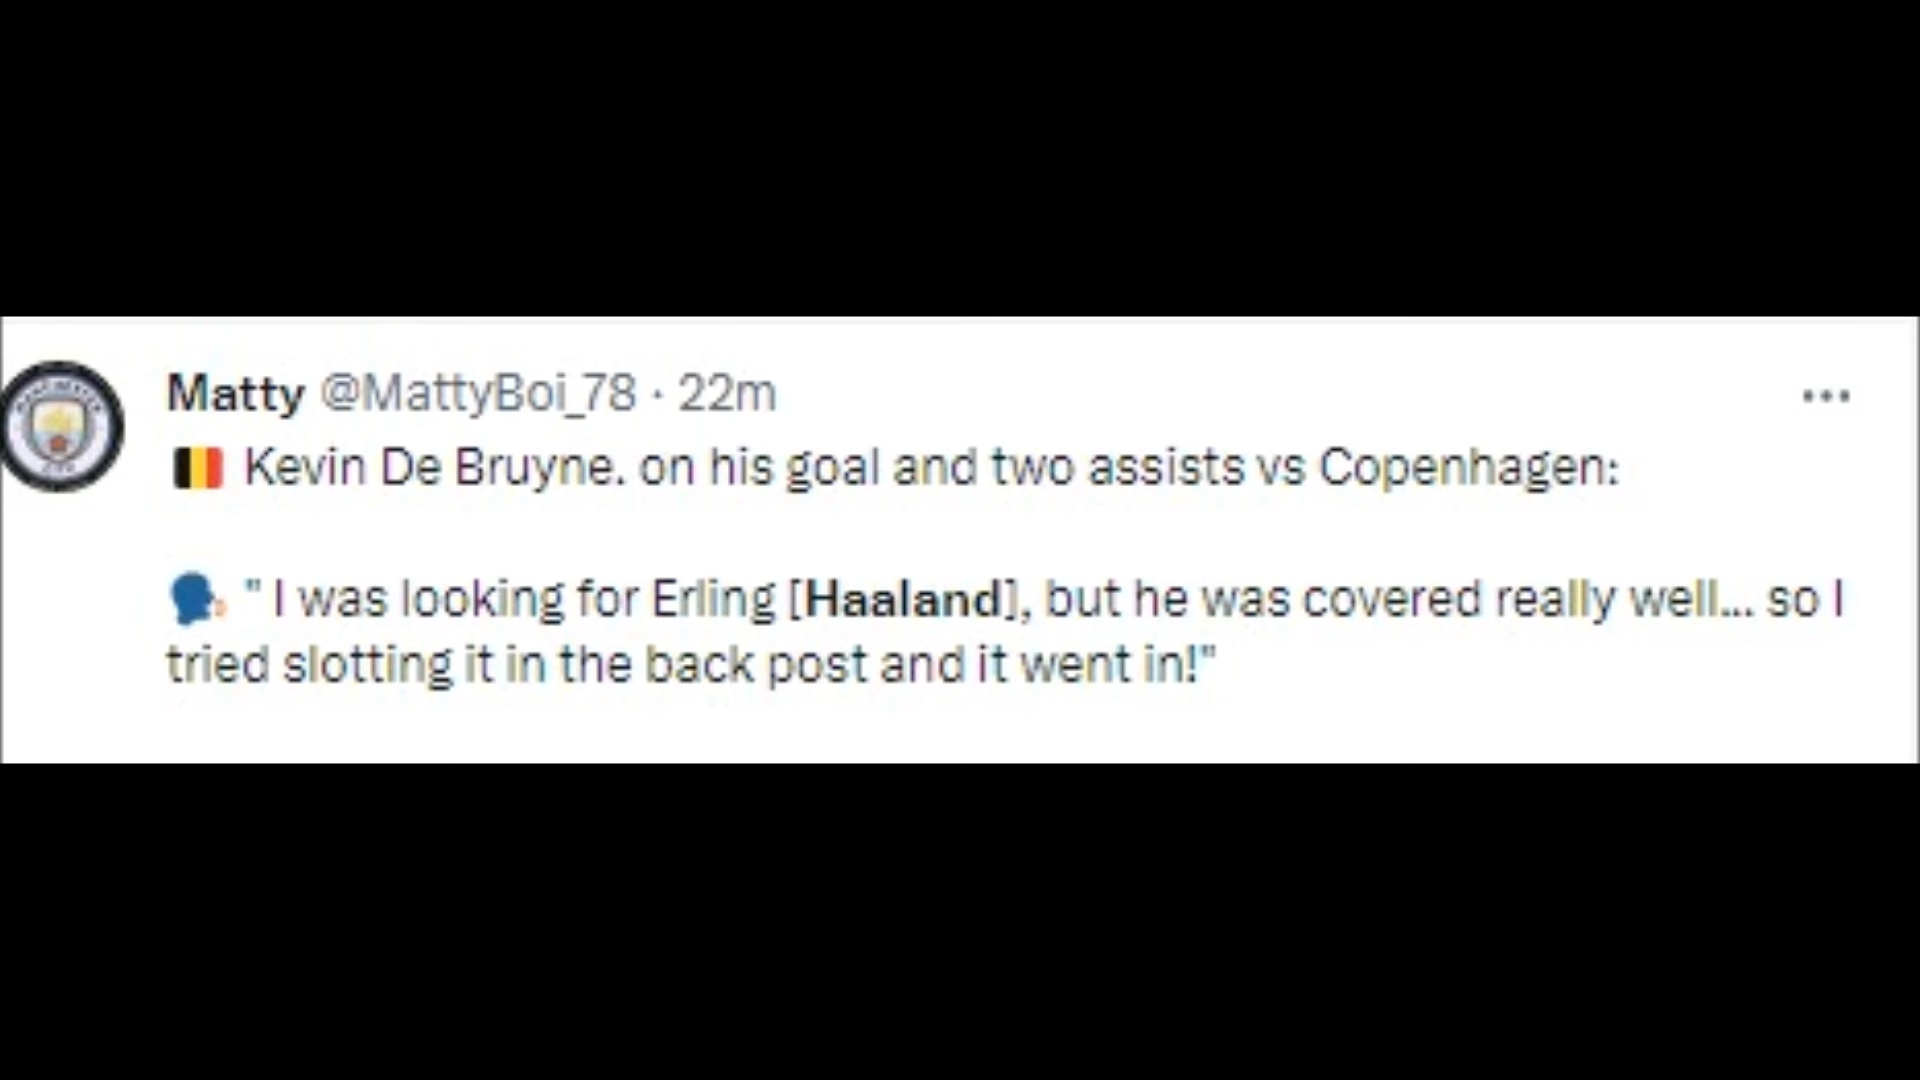 Matty @MattyBoi_78 · 22m
🇧🇪 Kevin De Bruyne. on his goal and two assists vs Copenhagen:
🗣 " I was looking for Erling [Haaland], but he was covered really well... so I
tried slotting it in the back post and it went in!"